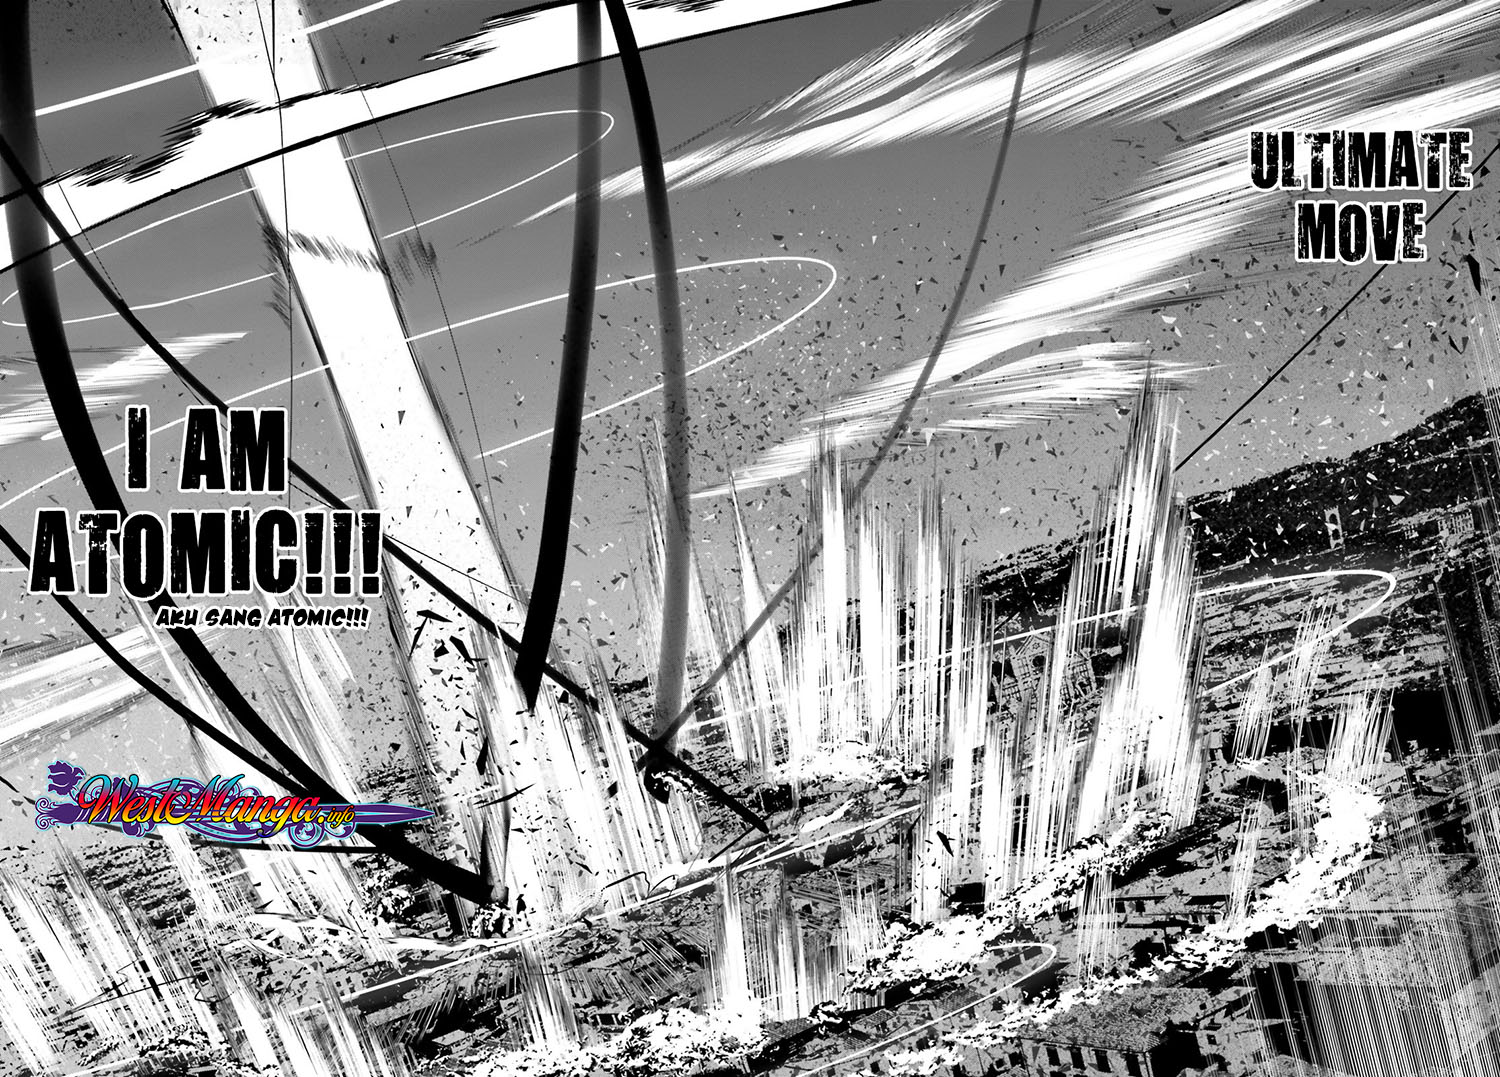 ULTIMATE
MOVE
I AM
ATOMIC!!!
AKU SANG ATOMIC!!!
WestManga.info